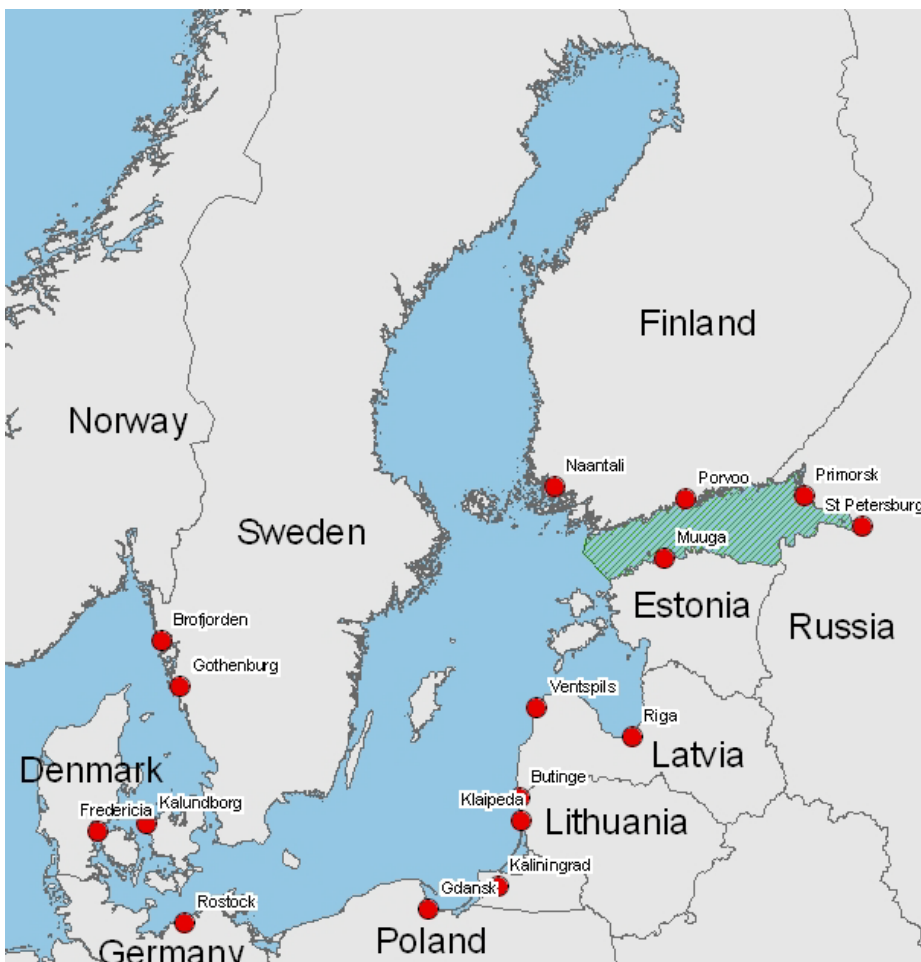 Finland
Norway
Naantali
Porvoo
Primorsk
St Petersburg
Sweden
Muuga
Estonia
Russia
Brofjorden
Gothenburg
Ventspils
Riga
Latvia
Denmark
Butinge
Fredericia
Kalundborg
Klaipeda
Lithuania
Kaliningrad
Gdansk
Rostock
Poland
Germany